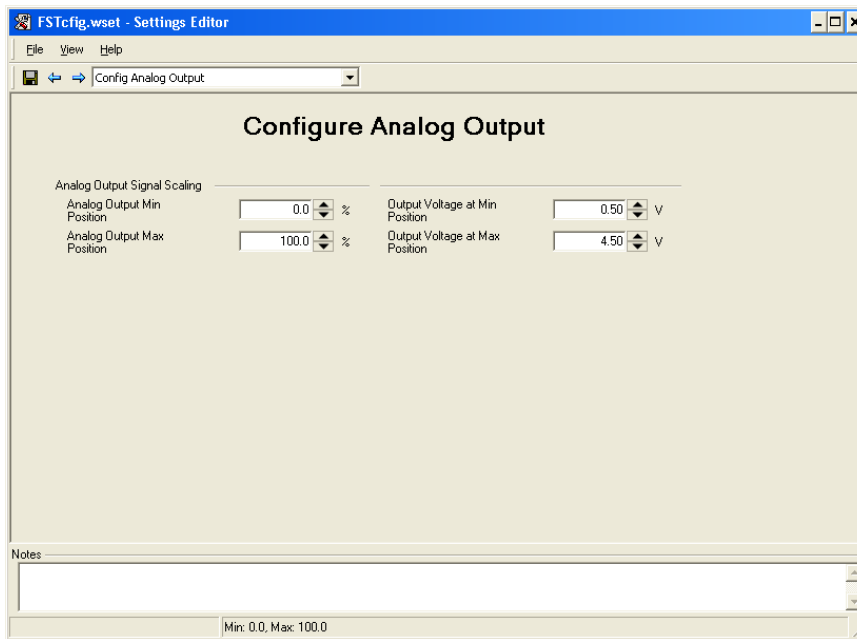 FSTcfig.wset - Settings Editor
File View Help
Config Analog Output
Configure Analog Output
Analog Output Signal Scaling
Analog Output Min
Position
0.0 %
Output Voltage at Min
Position
0.50 V
Analog Output Max
Position
100.0 %
Output Voltage at Max
Position
4.50 V
Notes
Min: 0.0, Max: 100.0